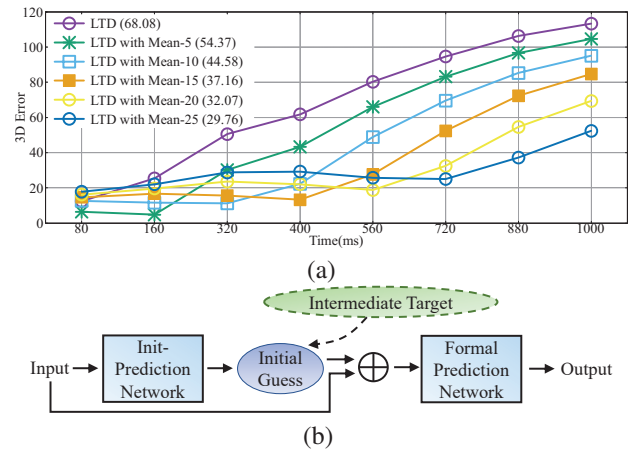 120
100
80
60
40
20
0
3D Error
LTD (68.08)
LTD with Mean-5 (54.37)
LTD with Mean-10 (44.58)
LTD with Mean-15 (37.16)
LTD with Mean-20 (32.07)
LTD with Mean-25 (29.76)
80 160 320 400 560 720 880 1000
Time(ms)
(a)
Intermediate Target
Input
Init-
Prediction
Network
Initial
Guess
Formal
Prediction
Network
Output
(b)